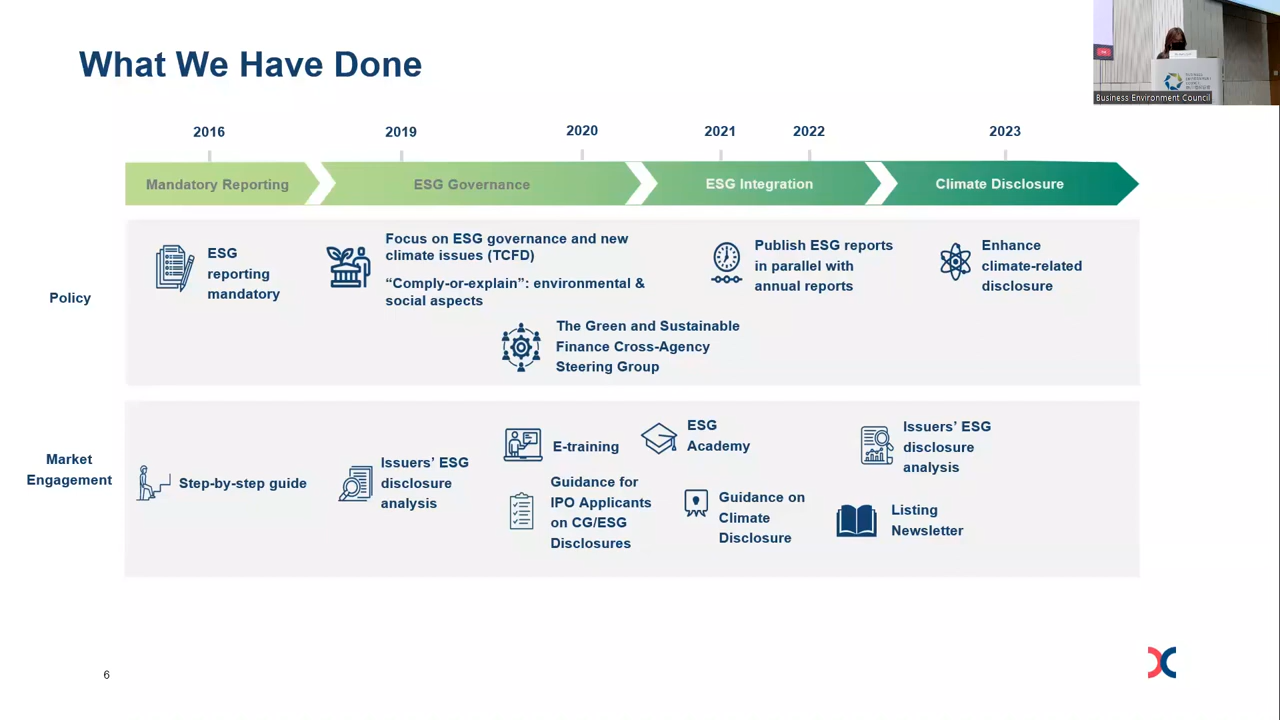 What We Have Done
Business Environment Council
2016
2019
2020
2021
2022
2023
Mandatory Reporting
ESG Governance
ESG Integration
Climate Disclosure
Policy
ESG
reporting
mandatory
Focus on ESG governance and new
climate issues (TCFD)
“Comply-or-explain”: environmental &
social aspects
The Green and Sustainable
Finance Cross-Agency
Steering Group
Publish ESG reports
in parallel with
annual reports
Enhance
climate-related
disclosure
Market
Engagement
Step-by-step guide
Issuers’ ESG
disclosure
analysis
E-training
Guidance for
IPO Applicants
on CG/ESG
Disclosures
ESG
Academy
Guidance on
Climate
Disclosure
Issuers’ ESG
disclosure
analysis
Listing
Newsletter
6